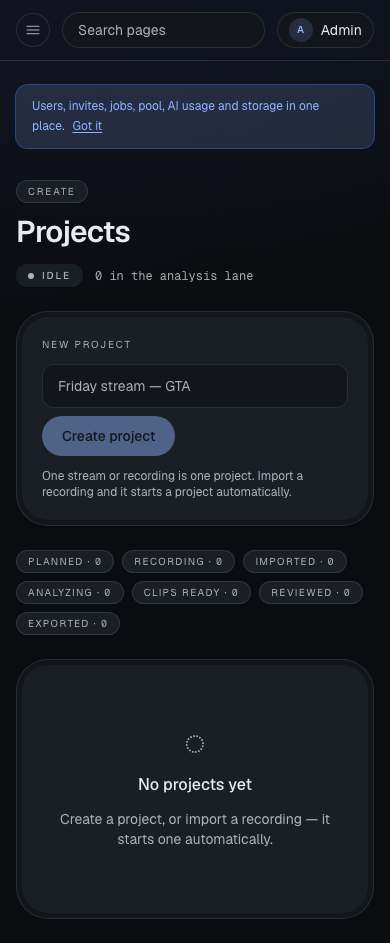 Search pages
A
Admin
Users, invites, jobs, pool, AI usage and storage in one
place. Got it
CREATE
Projects
IDLE
0 in the analysis lane
NEW PROJECT
Friday stream — GTA
Create project
One stream or recording is one project. Import a
recording and it starts a project automatically.
PLANNED · 0
RECORDING · 0
IMPORTED · 0
ANALYZING · 0
CLIPS READY · 0
REVIEWED · 0
EXPORTED · 0
No projects yet
Create a project, or import a recording — it
starts one automatically.